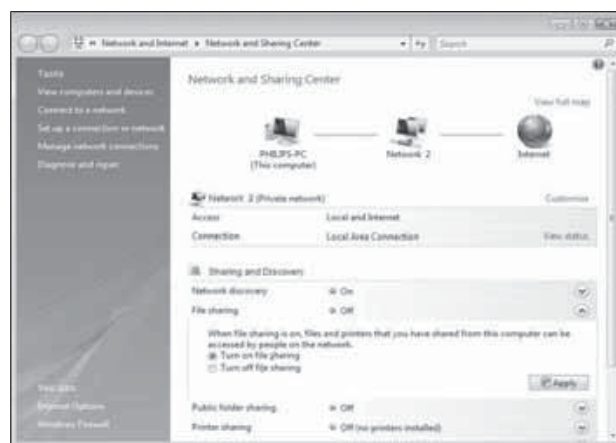 Network and Internet ▸ Network and Sharing Center
Search
Tasks
View computers and devices
Connect to a network
Set up a connection or network
Manage network connections
Diagnose and repair
See also
Internet Options
Windows Firewall
Network and Sharing Center
View full map
PHILIPS-PC
(This computer)
Network 2
Internet
Network 2 (Private network)
Customize
Access
Local and Internet
Connection
Local Area Connection
View status
Sharing and Discovery
Network discovery
On
File sharing
Off
When file sharing is on, files and printers that you have shared from this computer can be
accessed by people on the network.
Turn on file sharing
Turn off file sharing
Apply
Public folder sharing
Off
Printer sharing
Off (no printers installed)